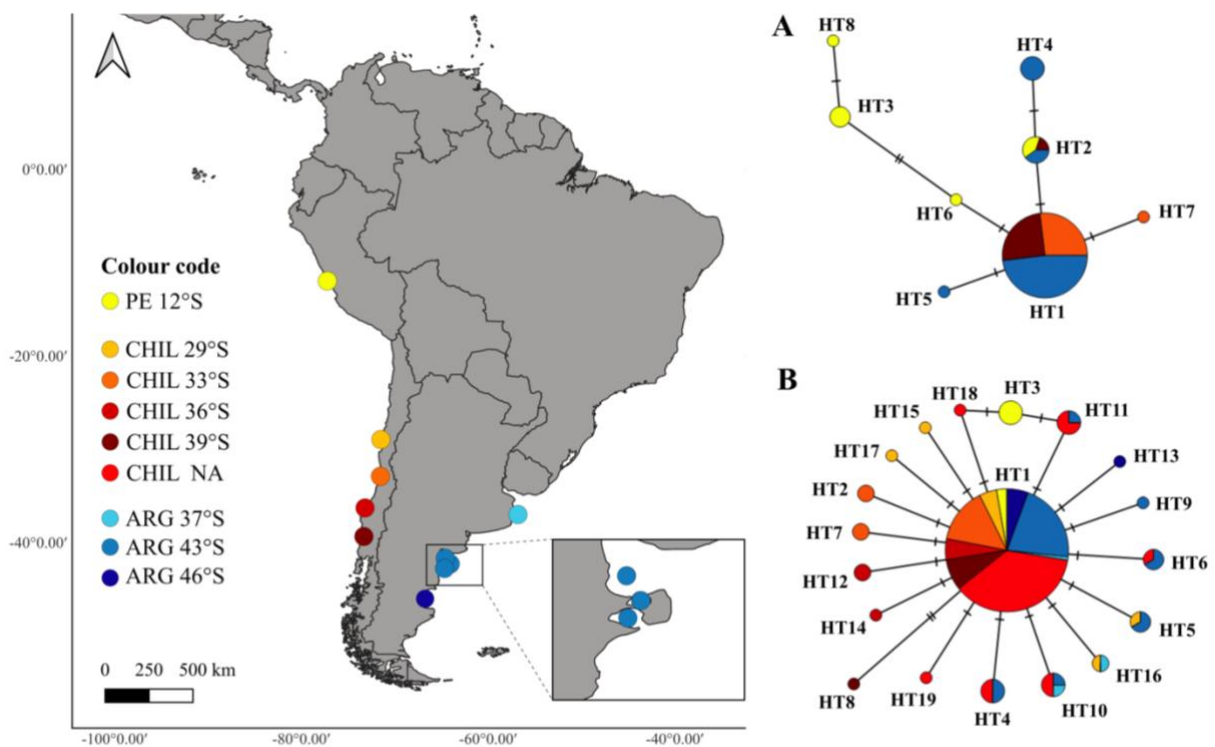 0°0.00′
-20°0.00′
-40°0.00′
Colour code
PE 12°S
CHIL 29°S
CHIL 33°S
CHIL 36°S
CHIL 39°S
CHIL NA
ARG 37°S
ARG 43°S
ARG 46°S
0 250 500 km
-100°0.00′ -80°0.00′ -60°0.00′ -40°0.00′
A
HT8
HT4
HT3
HT2
HT6
HT7
HT5
HT1
B
HT18
HT3
HT11
HT15
HT17
HT1
HT13
HT2
HT9
HT7
HT6
HT12
HT5
HT14
HT16
HT8
HT19
HT4
HT10